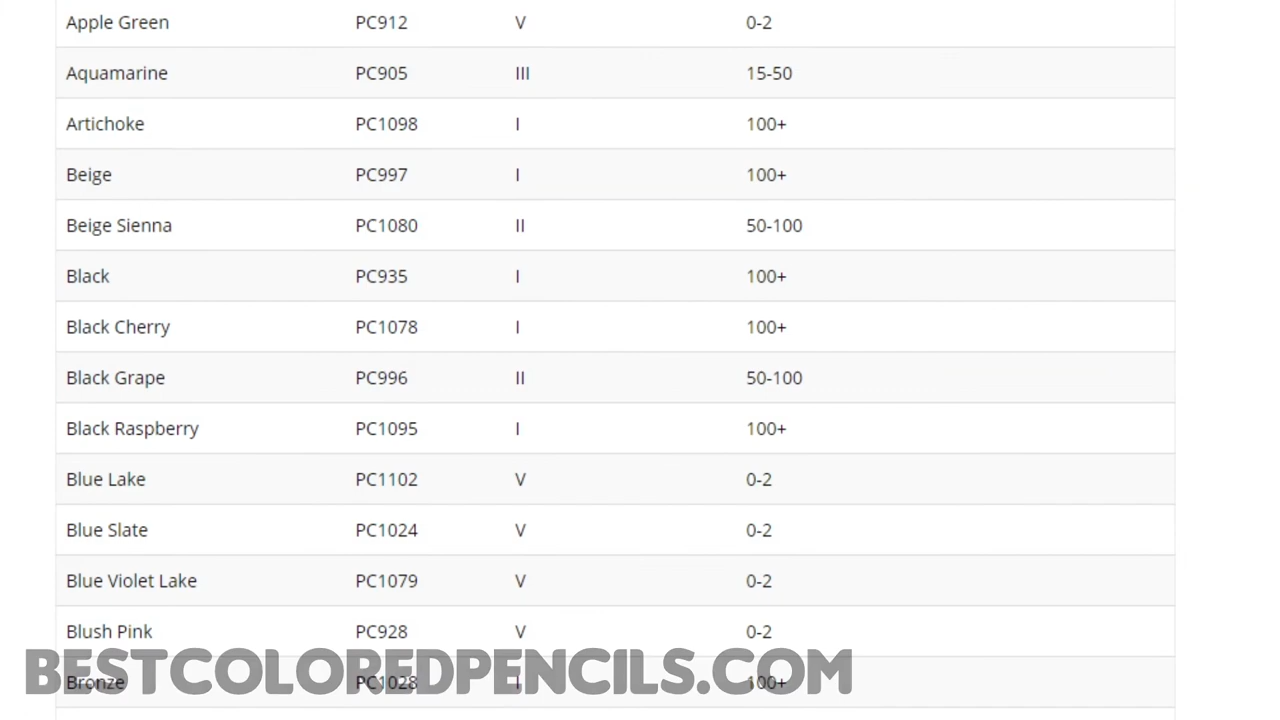 Apple Green PC912 V 0-2
Aquamarine PC905 III 15-50
Artichoke PC1098 I 100+
Beige PC997 I 100+
Beige Sienna PC1080 II 50-100
Black PC935 I 100+
Black Cherry PC1078 I 100+
Black Grape PC996 II 50-100
Black Raspberry PC1095 I 100+
Blue Lake PC1102 V 0-2
Blue Slate PC1024 V 0-2
Blue Violet Lake PC1079 V 0-2
Blush Pink PC928 V 0-2
BESTCOLOREDPENCILS.COM
Bronze PC1028 I 100+